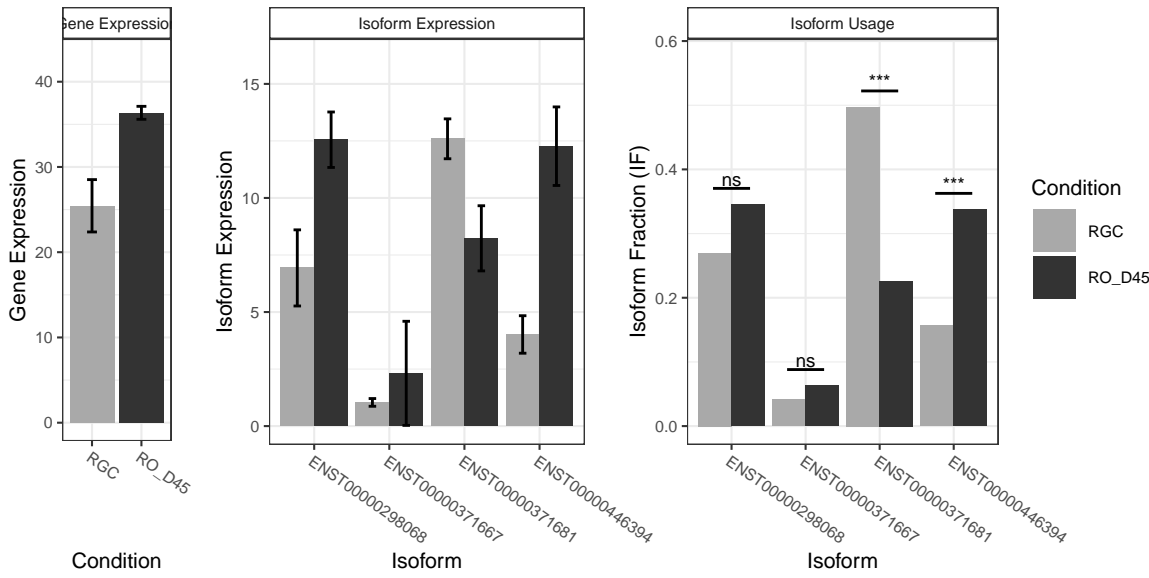 Gene Expression
Isoform Expression
Isoform Usage
Gene Expression
40
30
20
10
0
RGC
RO_D45
Condition
Isoform Expression
15
10
5
0
ENST00000298068
ENST00000371667
ENST00000371681
ENST00000446394
Isoform
Isoform Fraction (IF)
0.6
0.4
0.2
0.0
ns
ns
***
***
ENST00000298068
ENST00000371667
ENST00000371681
ENST00000446394
Isoform
Condition
RGC
RO_D45